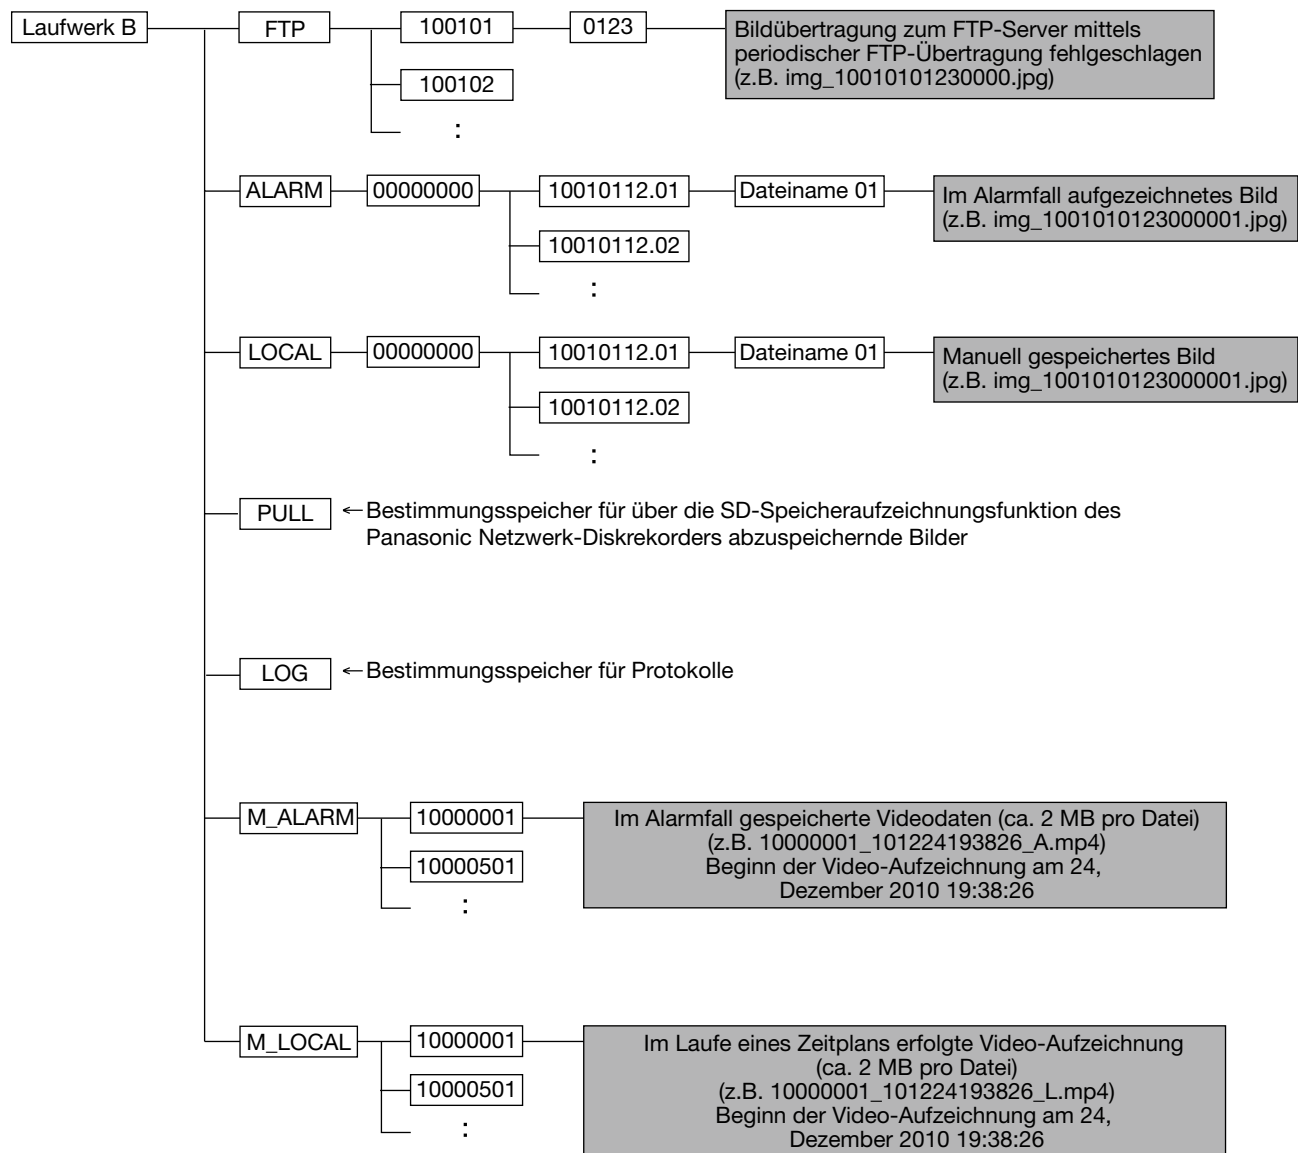 Laufwerk B
FTP
100101
0123
Bildübertragung zum FTP-Server mittels
periodischer FTP-Übertragung fehlgeschlagen
(z.B. img_10010101230000.jpg)
100102
:
ALARM
00000000
10010112.01
Dateiname 01
Im Alarmfall aufgezeichnetes Bild
(z.B. img_1001010123000001.jpg)
10010112.02
:
LOCAL
00000000
10010112.01
Dateiname 01
Manuell gespeichertes Bild
(z.B. img_1001010123000001.jpg)
10010112.02
:
PULL
←Bestimmungsspeicher für über die SD-Speicheraufzeichnungsfunktion des
Panasonic Netzwerk-Diskrekorders abzuspeichernde Bilder
LOG
←Bestimmungsspeicher für Protokolle
M_ALARM
10000001
Im Alarmfall gespeicherte Videodaten (ca. 2 MB pro Datei)
(z.B. 10000001_101224193826_A.mp4)
Beginn der Video-Aufzeichnung am 24,
Dezember 2010 19:38:26
10000501
:
M_LOCAL
10000001
Im Laufe eines Zeitplans erfolgte Video-Aufzeichnung
(ca. 2 MB pro Datei)
(z.B. 10000001_101224193826_L.mp4)
Beginn der Video-Aufzeichnung am 24,
Dezember 2010 19:38:26
10000501
: